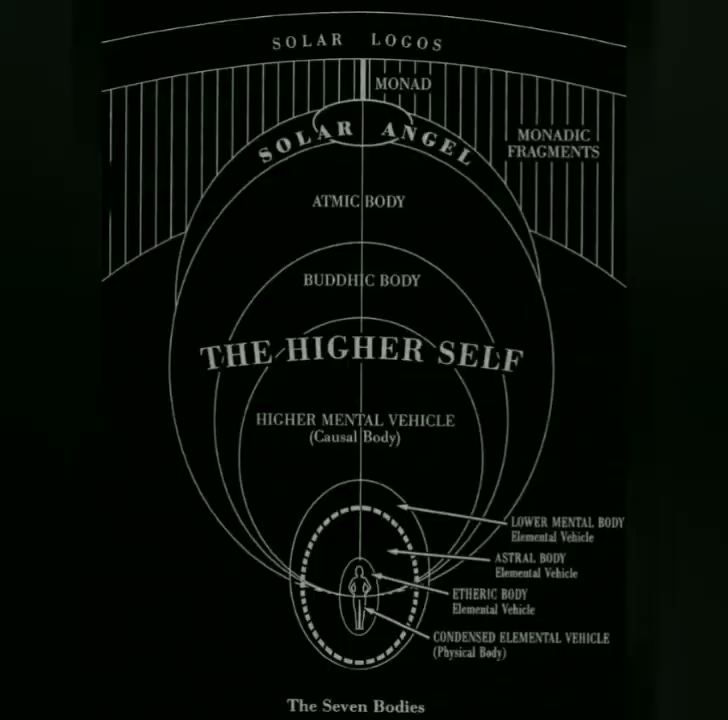 SOLAR LOGOS
MONAD
SOLAR ANGEL
MONADIC
FRAGMENTS
ATMIC BODY
BUDDHIC BODY
THE HIGHER SELF
HIGHER MENTAL VEHICLE
(Causal Body)
LOWER MENTAL BODY
Elemental Vehicle
ASTRAL BODY
Elemental Vehicle
ETHERIC BODY
Elemental Vehicle
CONDENSED ELEMENTAL VEHICLE
(Physical Body)
The Seven Bodies